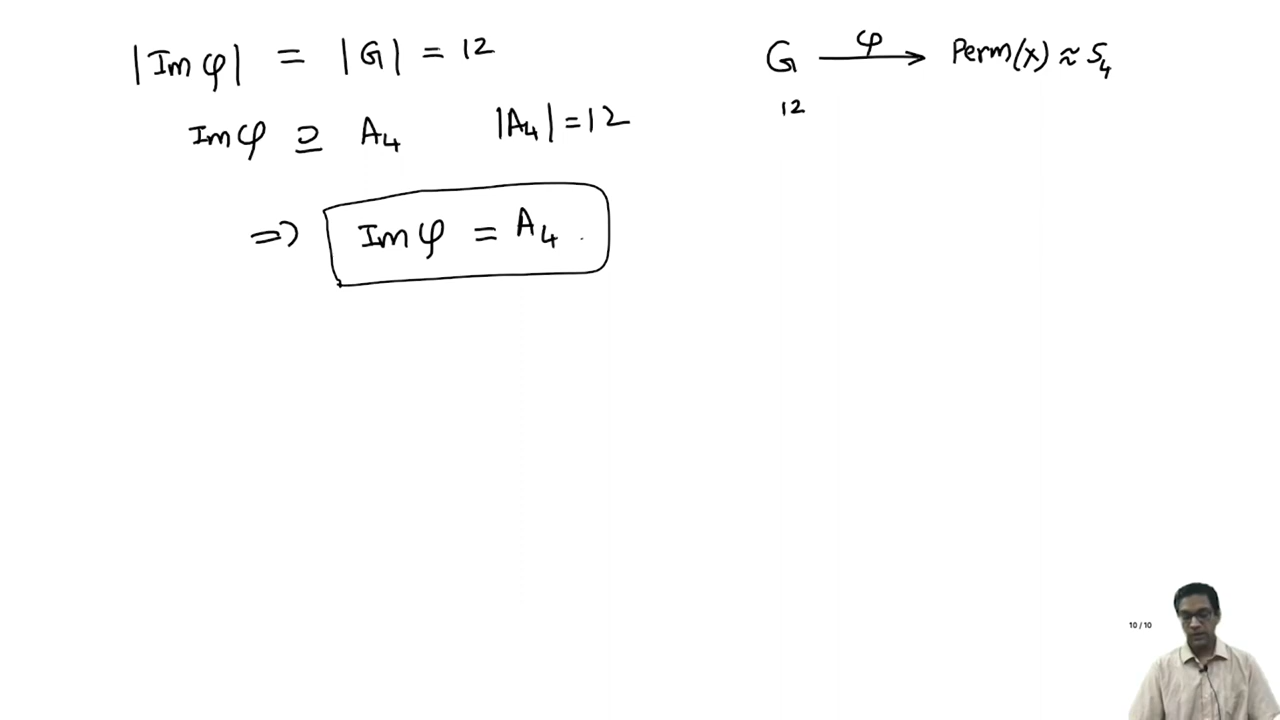 |Im φ| = |G| = 12
G ⟶ Perm(X) ≈ S₄
φ
12
Im φ ⊇ A₄ |A₄| = 12
⇒ Im φ = A₄ .
10 / 10